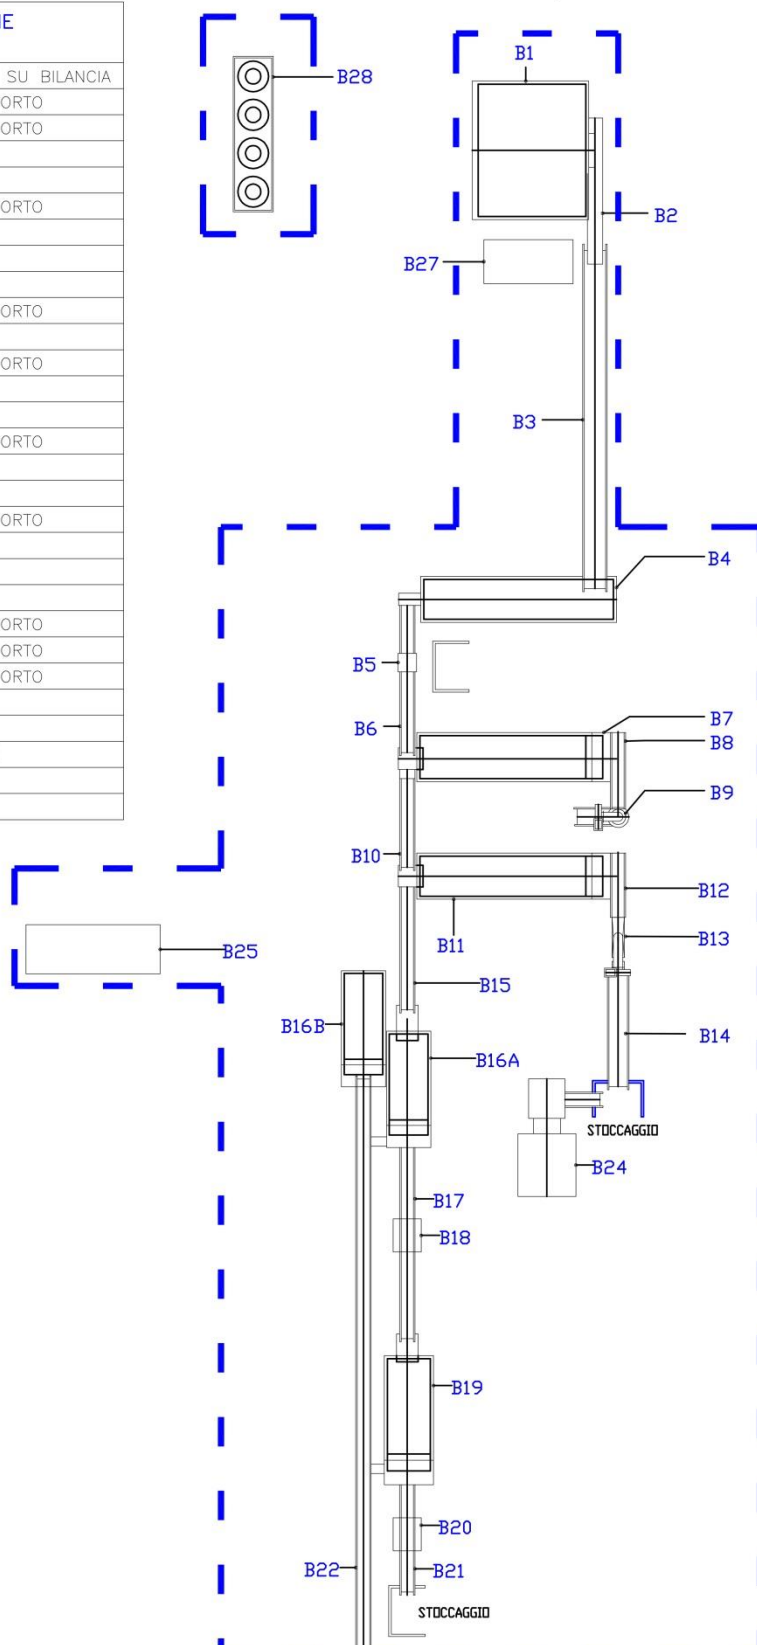 IE
SU BILANCIA
ORTO
ORTO
ORTO
ORTO
ORTO
ORTO
ORTO
ORTO
ORTO
ORTO
B28
B1
B2
B27
B3
B4
B5
B6
B7
B8
B9
B10
B12
B11
B13
B25
B15
B16B
B14
B16A
STOCCAGGIO
B24
B17
B18
B19
B20
B22
B21
STOCCAGGIO